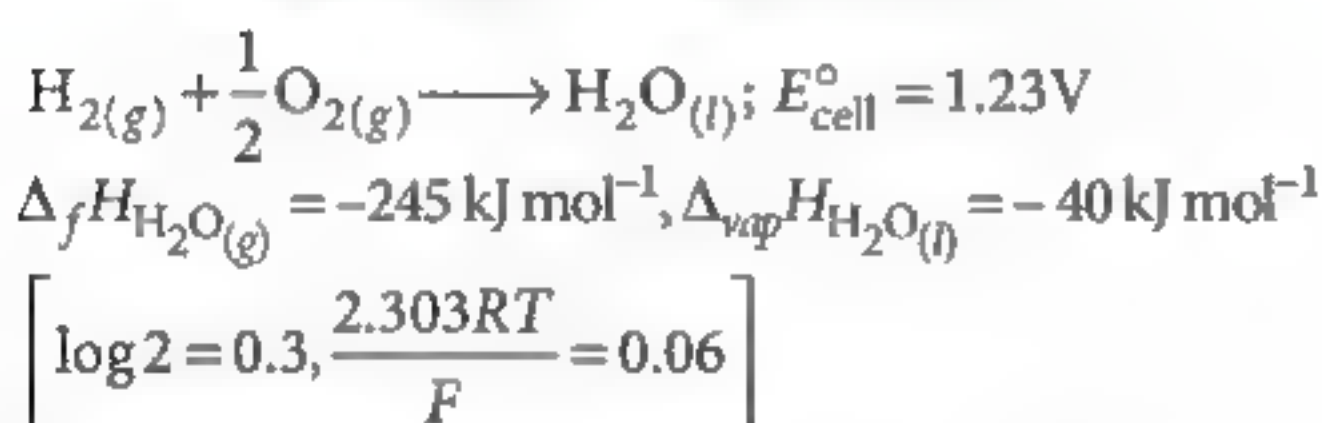 H₂(g) + 1/2 O₂(g) ⟶ H₂O(l); E°cell = 1.23V
ΔfH H₂O(g) = –245 kJ mol⁻¹, ΔvapH H₂O(l) = – 40 kJ mol⁻¹
[log 2 = 0.3, 2.303RT/F = 0.06]